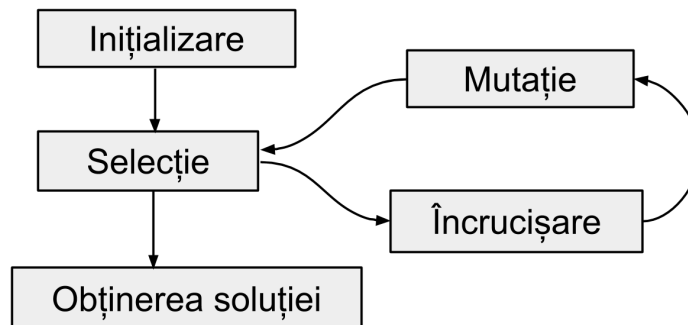 Inițializare
Mutație
Selecție
Încrucișare
Obținerea soluției